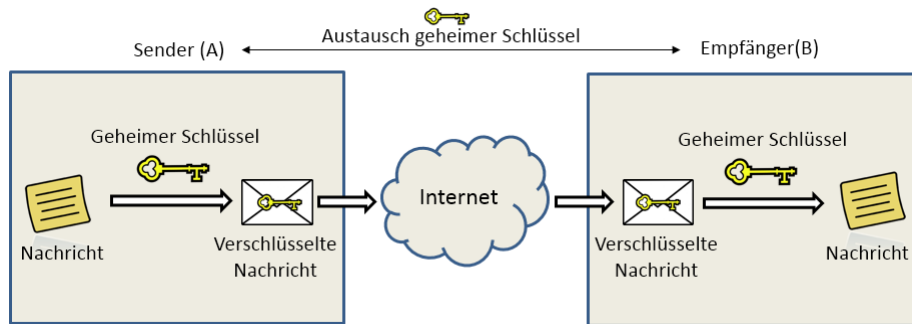 Austausch geheimer Schlüssel
Sender (A)
Empfänger(B)
Geheimer Schlüssel
Nachricht
Verschlüsselte
Nachricht
Internet
Geheimer Schlüssel
Verschlüsselte
Nachricht
Nachricht